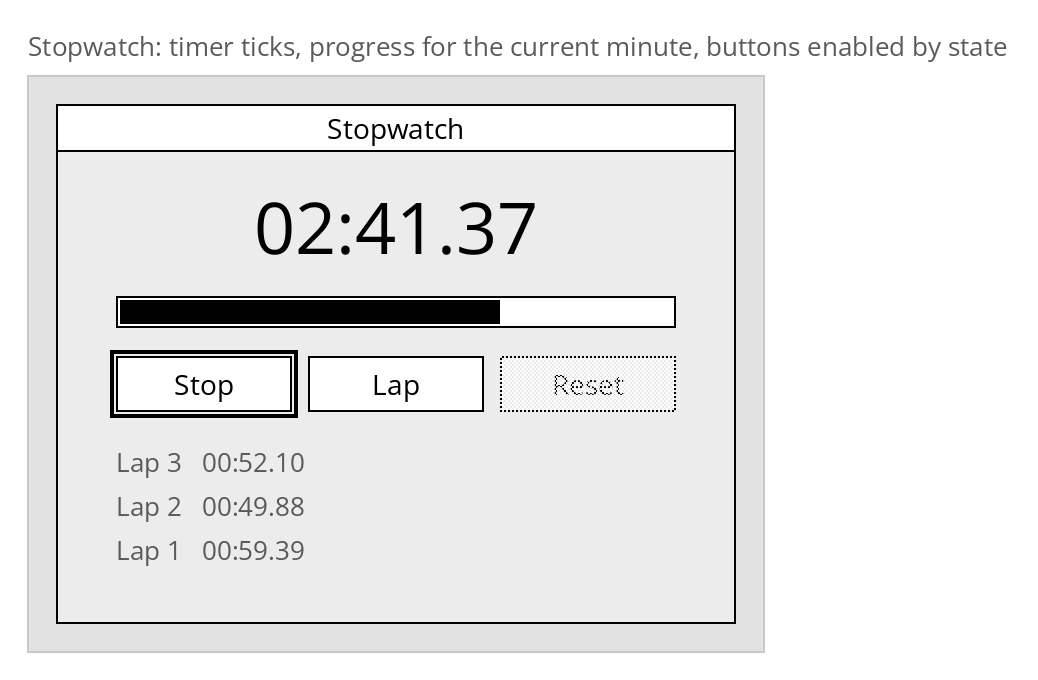 Stopwatch: timer ticks, progress for the current minute, buttons enabled by state
Stopwatch
02:41.37
Stop Lap Reset
Lap 3 00:52.10
Lap 2 00:49.88
Lap 1 00:59.39